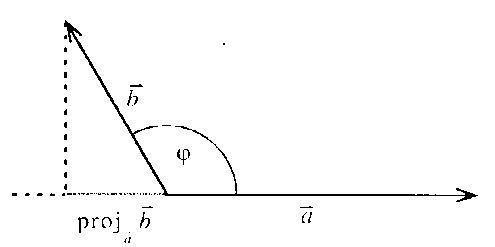 b⃗
φ
proj_a b⃗
a⃗